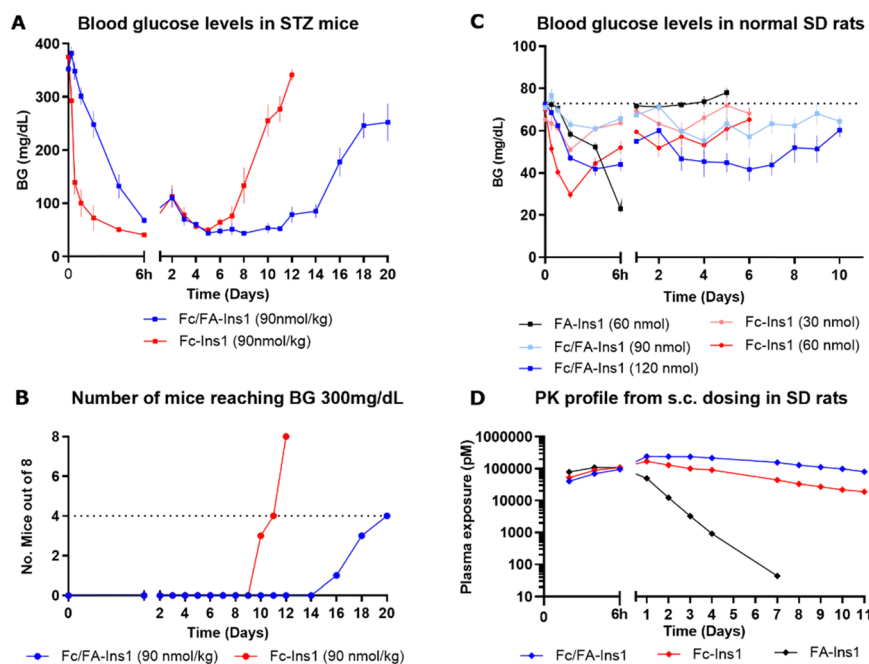 A
Blood glucose levels in STZ mice
BG
(mg/dL)
400
300
200
100
0
0
6h
2 4 6 8 10 12 14 16 18 20
Time (Days)
Fc/FA-Ins1 (90nmol/kg)
Fc-Ins1 (90nmol/kg)
B
Number of mice reaching BG 300mg/dL
No. Mice out of 8
8
6
4
2
0
0
2 4 6 8 10 12 14 16 18 20
Time (Days)
Fc/FA-Ins1 (90 nmol/kg)
Fc-Ins1 (90 nmol/kg)
C
Blood glucose levels in normal SD rats
BG (mg/dL)
100
80
60
40
20
0
0
6h
2 4 6 8 10
Time (Days)
FA-Ins1 (60 nmol)
Fc-Ins1 (30 nmol)
Fc/FA-Ins1 (90 nmol)
Fc-Ins1 (60 nmol)
Fc/FA-Ins1 (120 nmol)
D
PK profile from s.c. dosing in SD rats
Plasma exposure (pM)
1000000
100000
10000
1000
100
10
0
6h
1 2 3 4 5 6 7 8 9 10 11
Time (Days)
Fc/FA-Ins1
Fc-Ins1
FA-Ins1